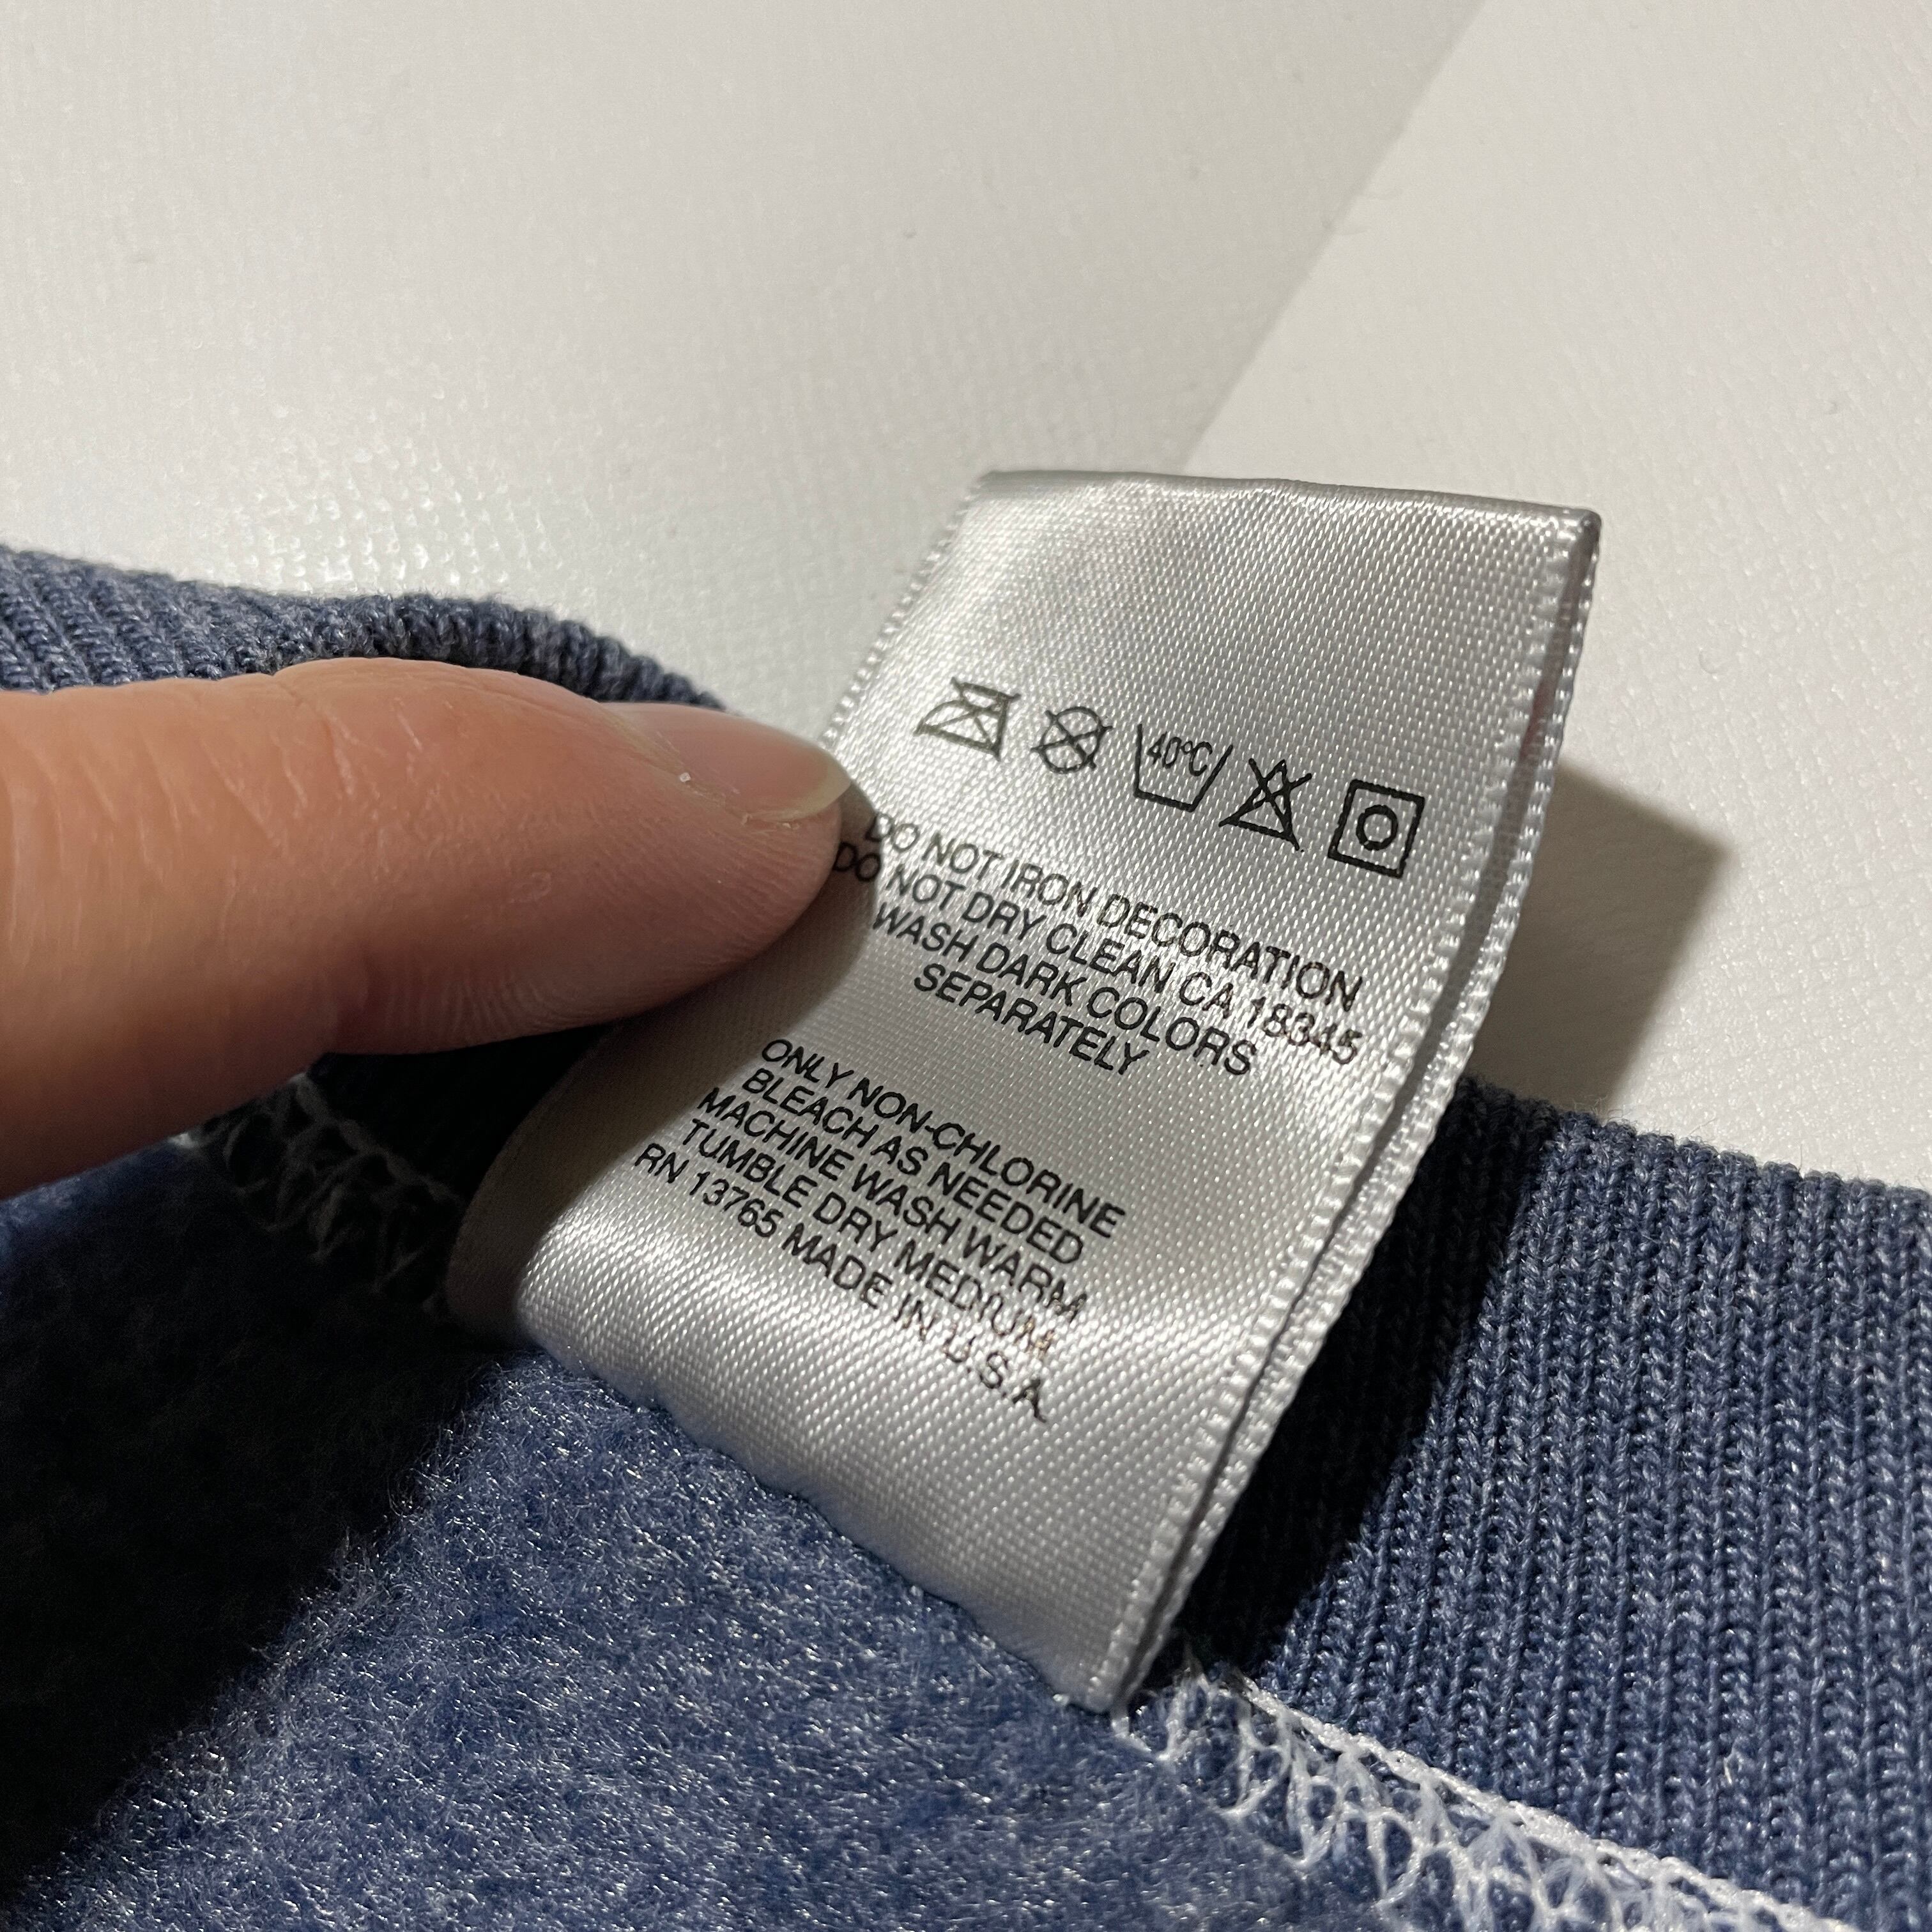 40°C
DO NOT IRON DECORATION
DO NOT DRY CLEAN CA 18345
WASH DARK COLORS
SEPARATELY
ONLY NON-CHLORINE
BLEACH AS NEEDED
MACHINE WASH WARM
TUMBLE DRY MEDIUM
RN 13765 MADE IN U.S.A.